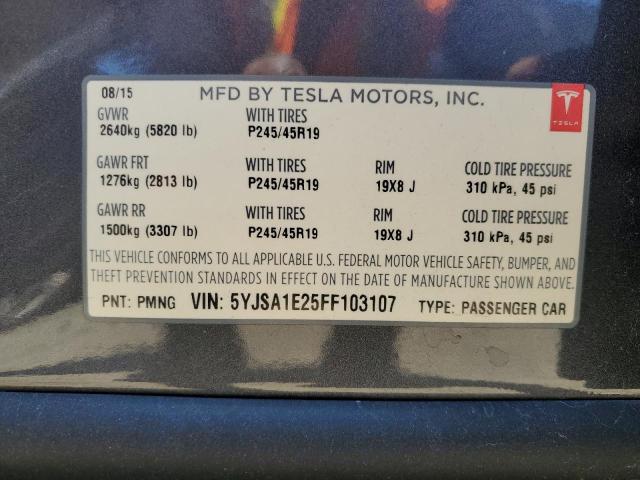 08/15 MFD BY TESLA MOTORS, INC.
GVWR WITH TIRES
2640kg (5820 lb) P245/45R19
TESLA
GAWR FRT WITH TIRES RIM COLD TIRE PRESSURE
1276kg (2813 lb) P245/45R19 19X8 J 310 kPa, 45 psi
GAWR RR WITH TIRES RIM COLD TIRE PRESSURE
1500kg (3307 lb) P245/45R19 19X8 J 310 kPa, 45 psi
THIS VEHICLE CONFORMS TO ALL APPLICABLE U.S. FEDERAL MOTOR VEHICLE SAFETY, BUMPER, AND
THEFT PREVENTION STANDARDS IN EFFECT ON THE DATE OF MANUFACTURE SHOWN ABOVE.
PNT: PMNG VIN: 5YJSA1E25FF103107 TYPE: PASSENGER CAR